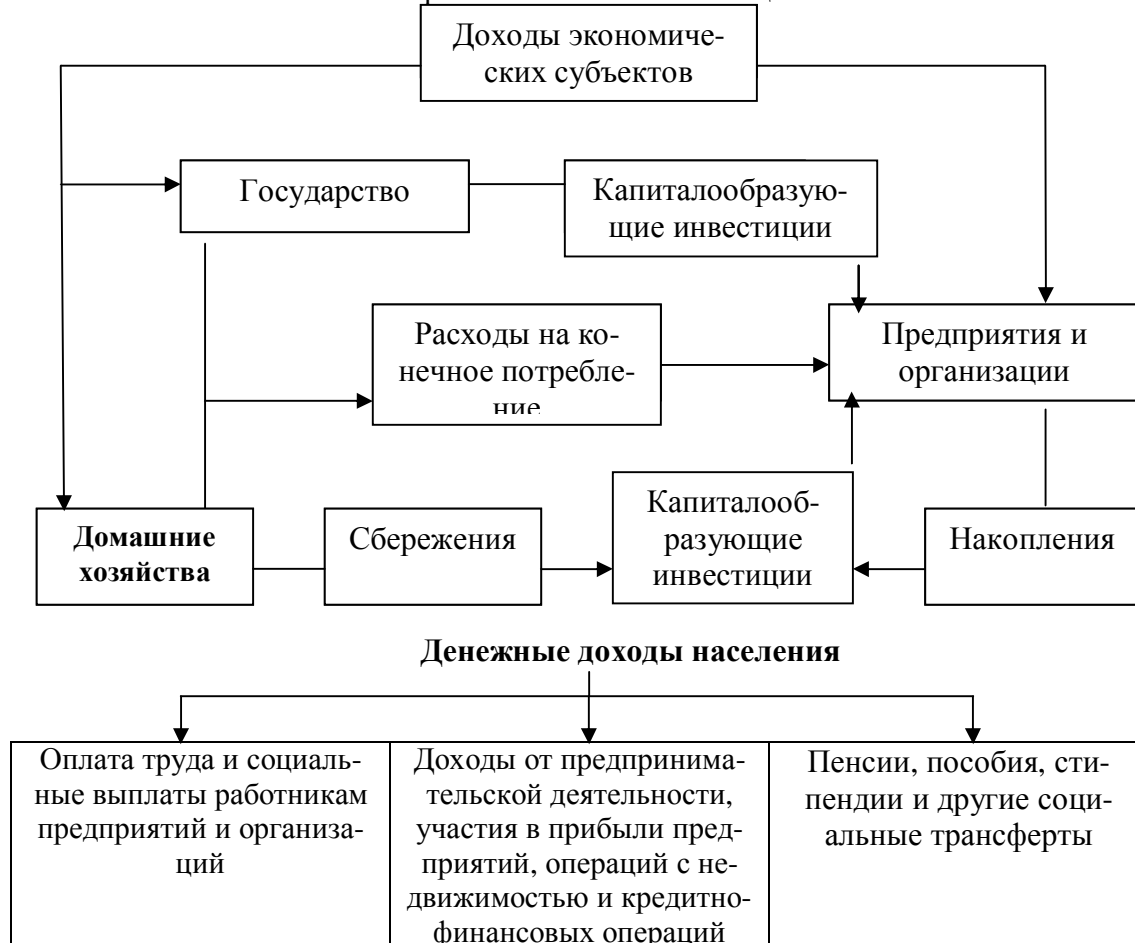 Доходы экономиче-
ских субъектов
Государство
Капиталообразую-
щие инвестиции
Расходы на ко-
нечное потребле-
ние
Предприятия и
организации
Домашние
хозяйства
Сбережения
Капиталооб-
разующие
инвестиции
Накопления
Денежные доходы населения
Оплата труда и социаль-
ные выплаты работникам
предприятий и организа-
ций
Доходы от предпринима-
тельской деятельности,
участия в прибыли пред-
приятий, операций с не-
движимостью и кредитно-
финансовых операций
Пенсии, пособия, сти-
пендии и другие соци-
альные трансферты